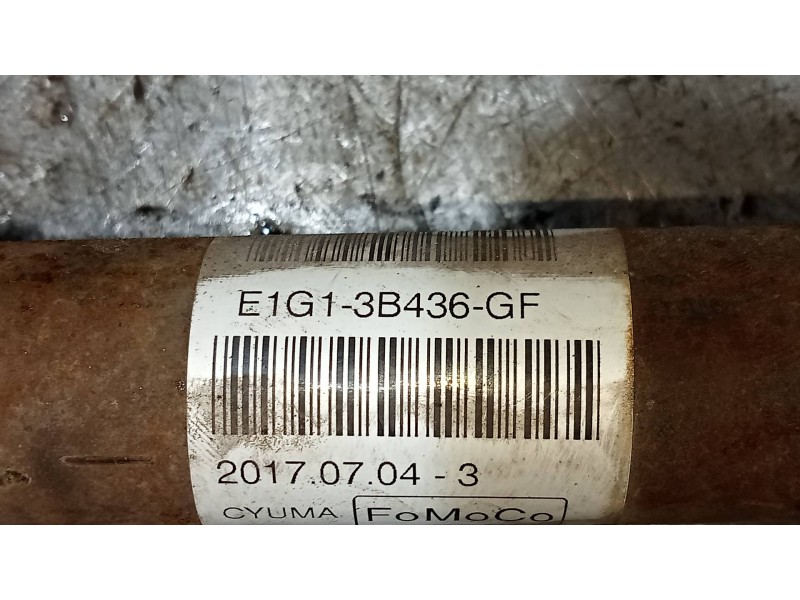 E1G1-3B436-GF
2017.07.04 - 3
CYUMA FoMoCo